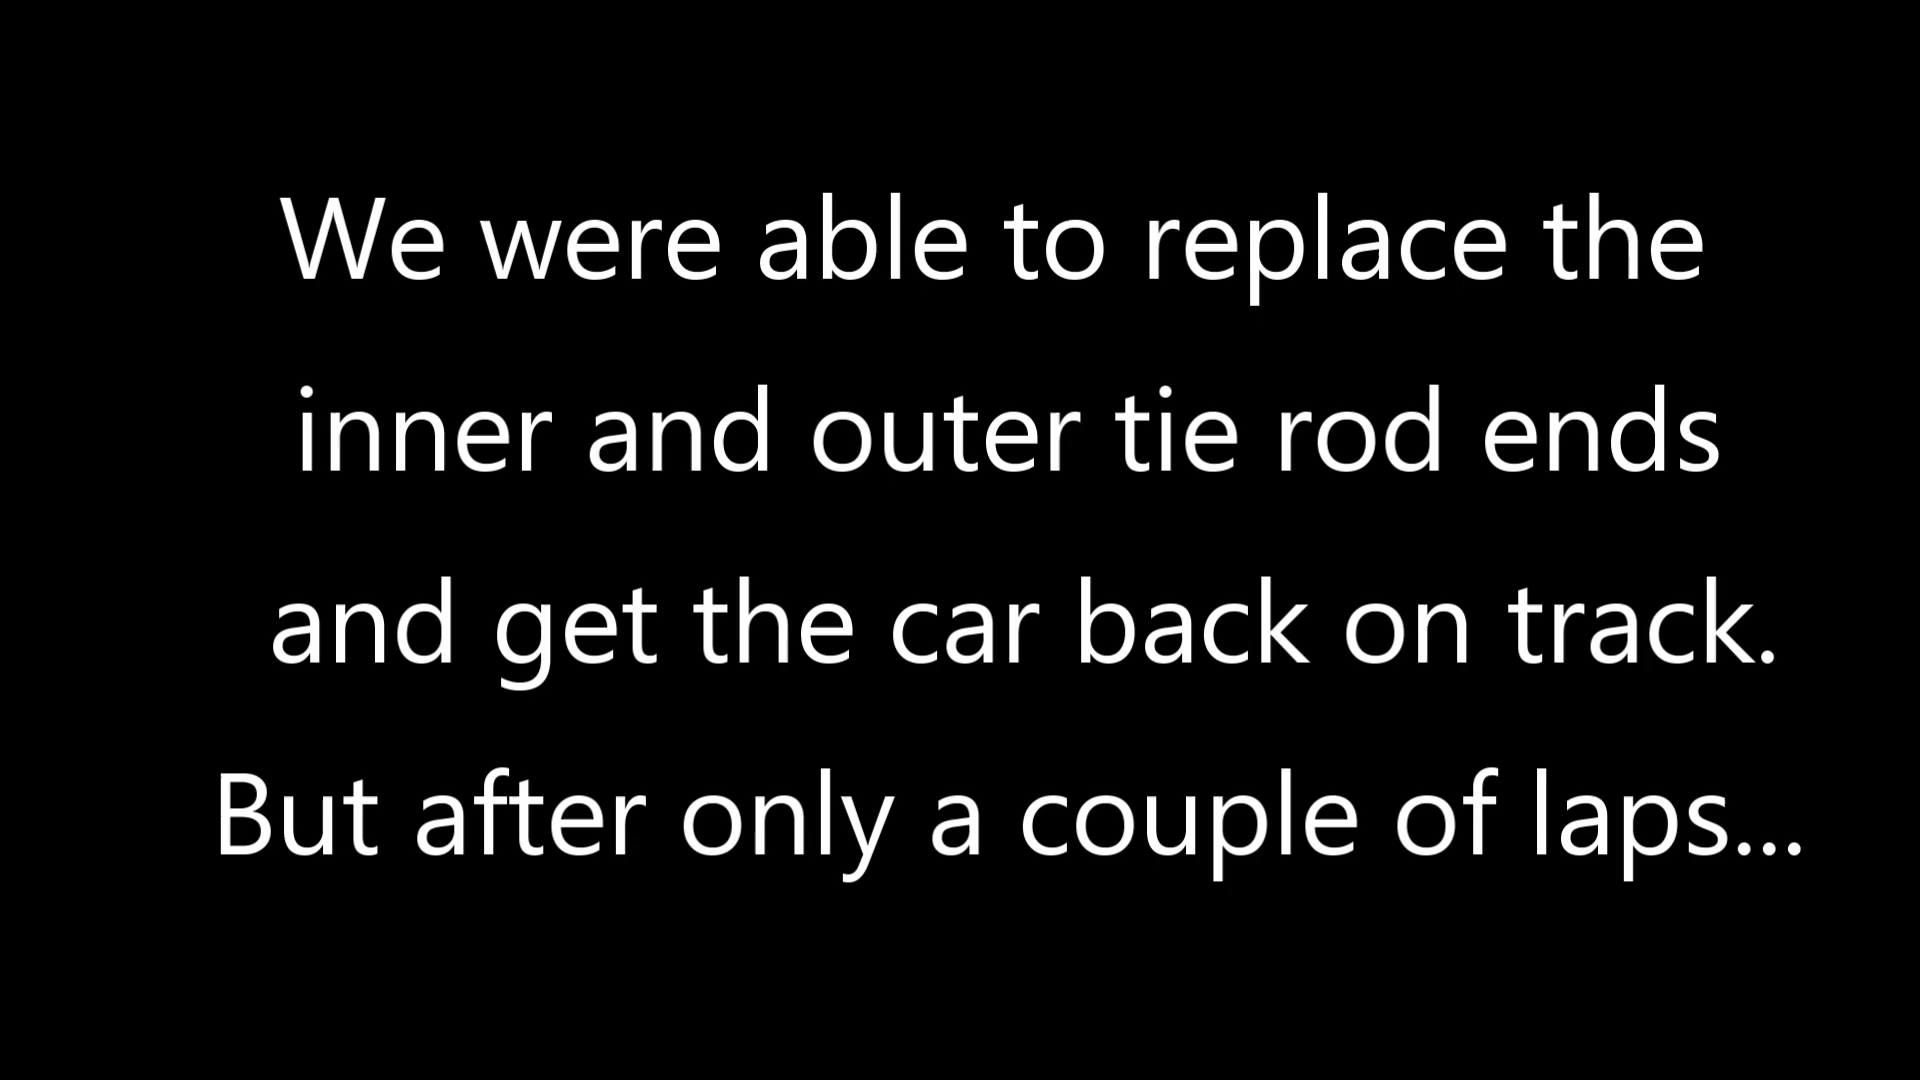 We were able to replace the
inner and outer tie rod ends
and get the car back on track.
But after only a couple of laps...